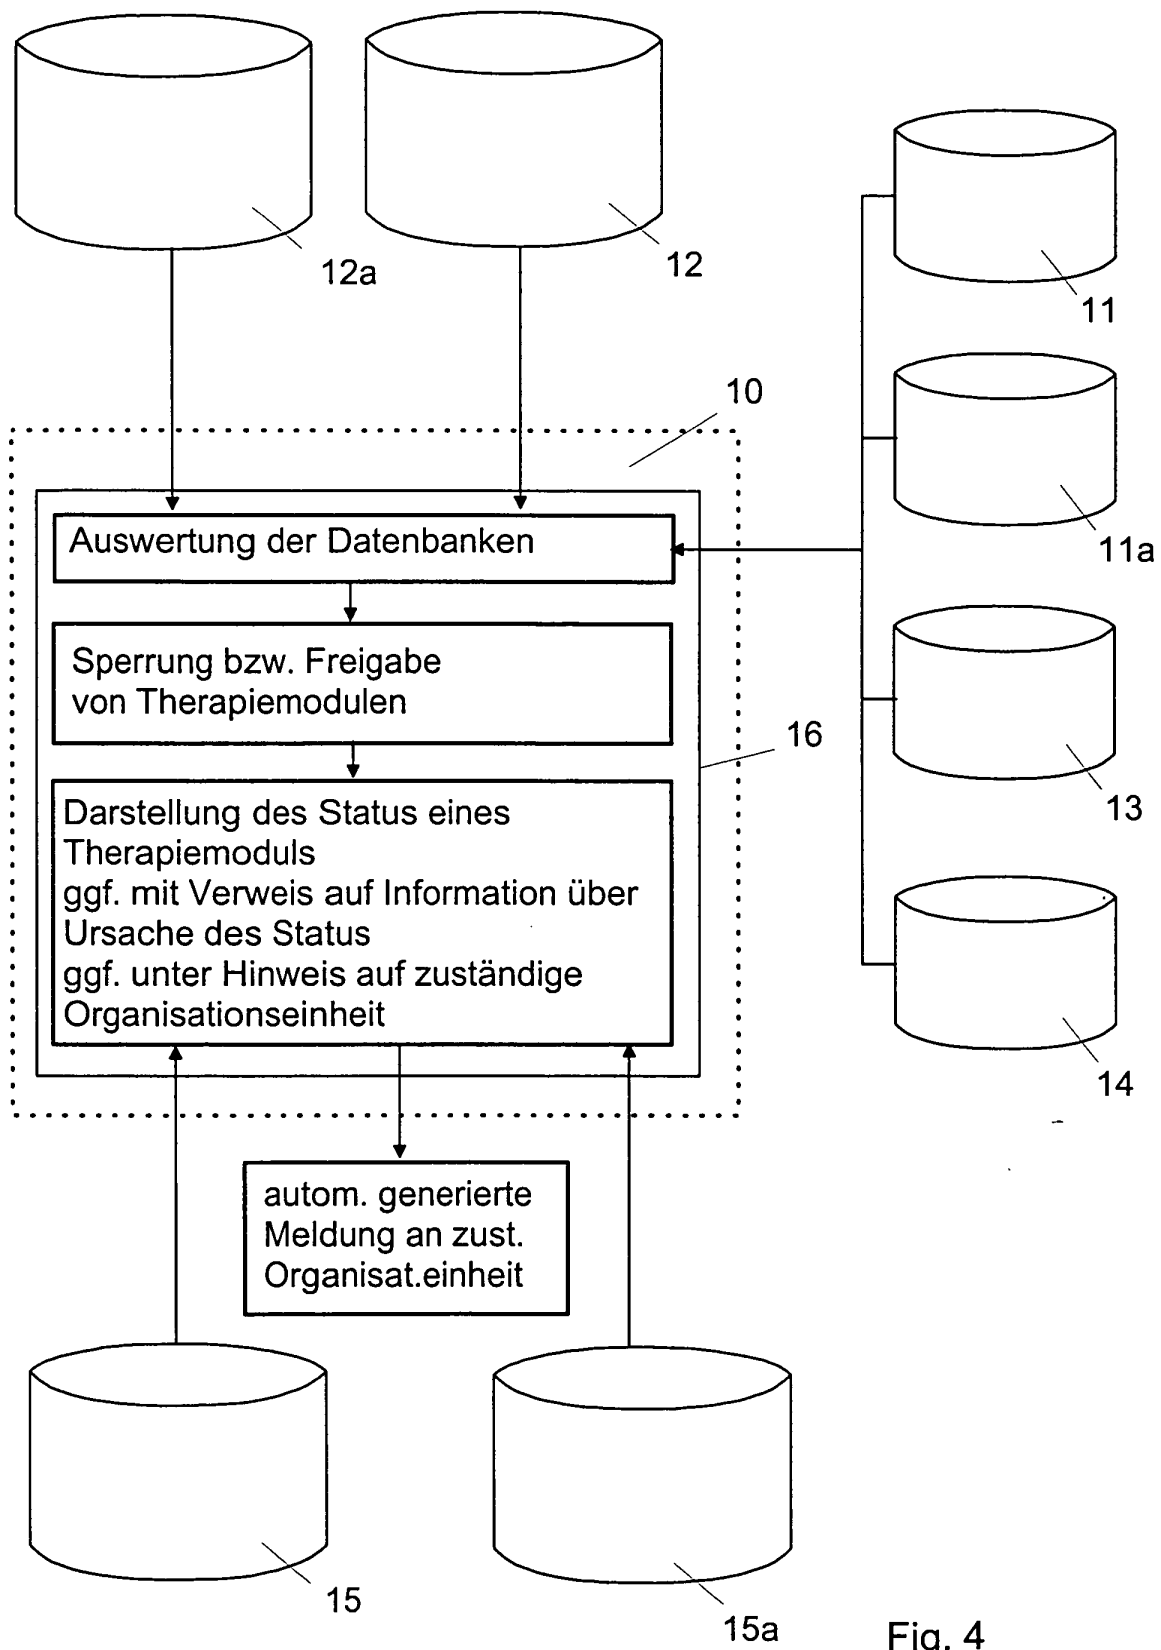 12a
12
11
10
11a
Auswertung der Datenbanken
Sperrung bzw. Freigabe
von Therapiemodulen
16
13
Darstellung des Status eines
Therapiemoduls
ggf. mit Verweis auf Information über
Ursache des Status
ggf. unter Hinweis auf zuständige
Organisationseinheit
14
autom. generierte
Meldung an zust.
Organisat.einheit
15
15a
Fig. 4